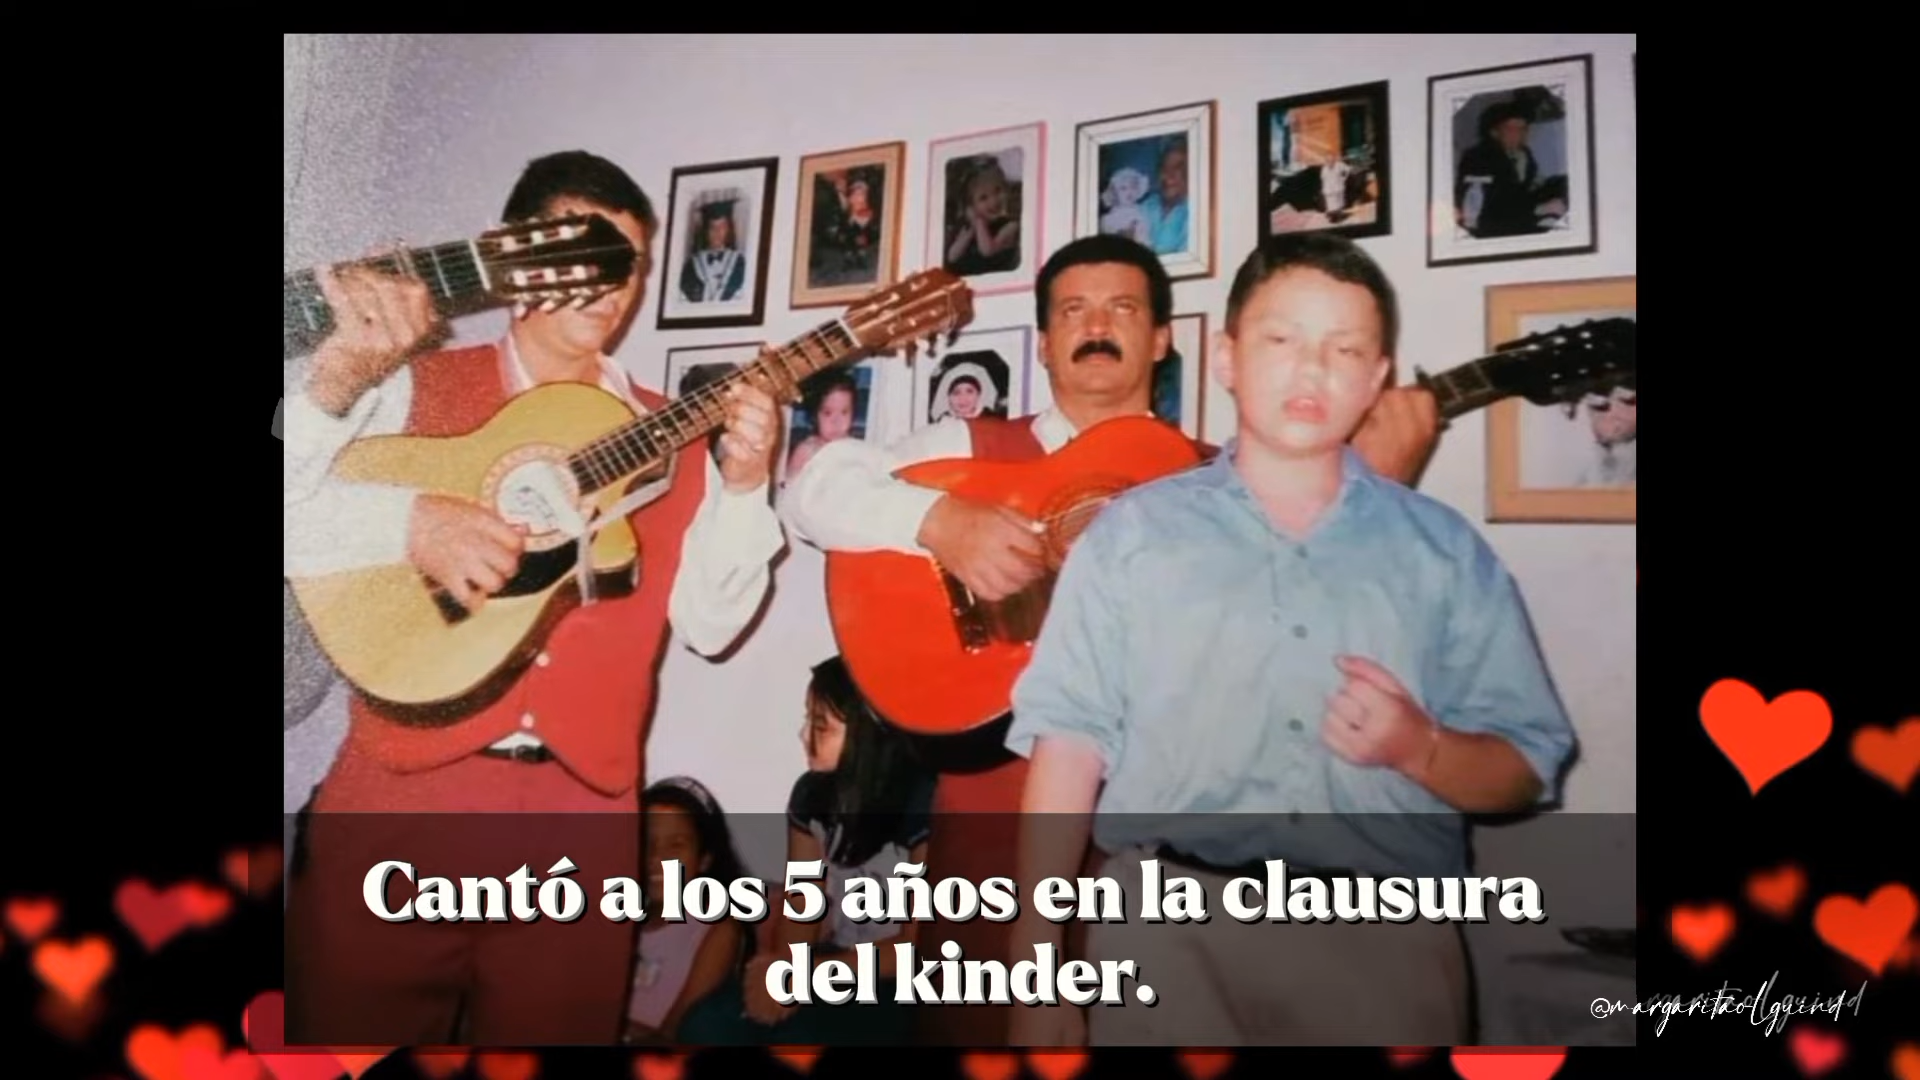 Cantó a los 5 años en la clausura
del kinder.
@margaritaolguind